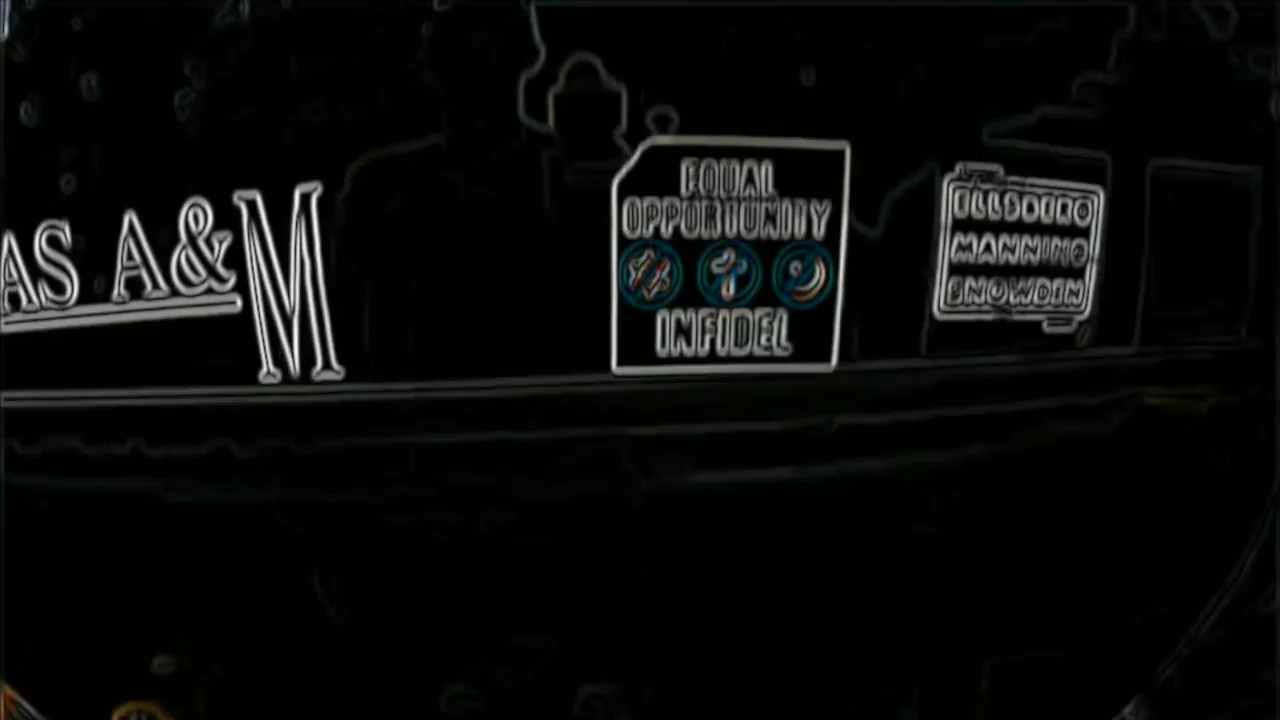 AS A&M
EQUAL
OPPORTUNITY
INFIDEL
ELLSBERG
MANNING
SNOWDEN